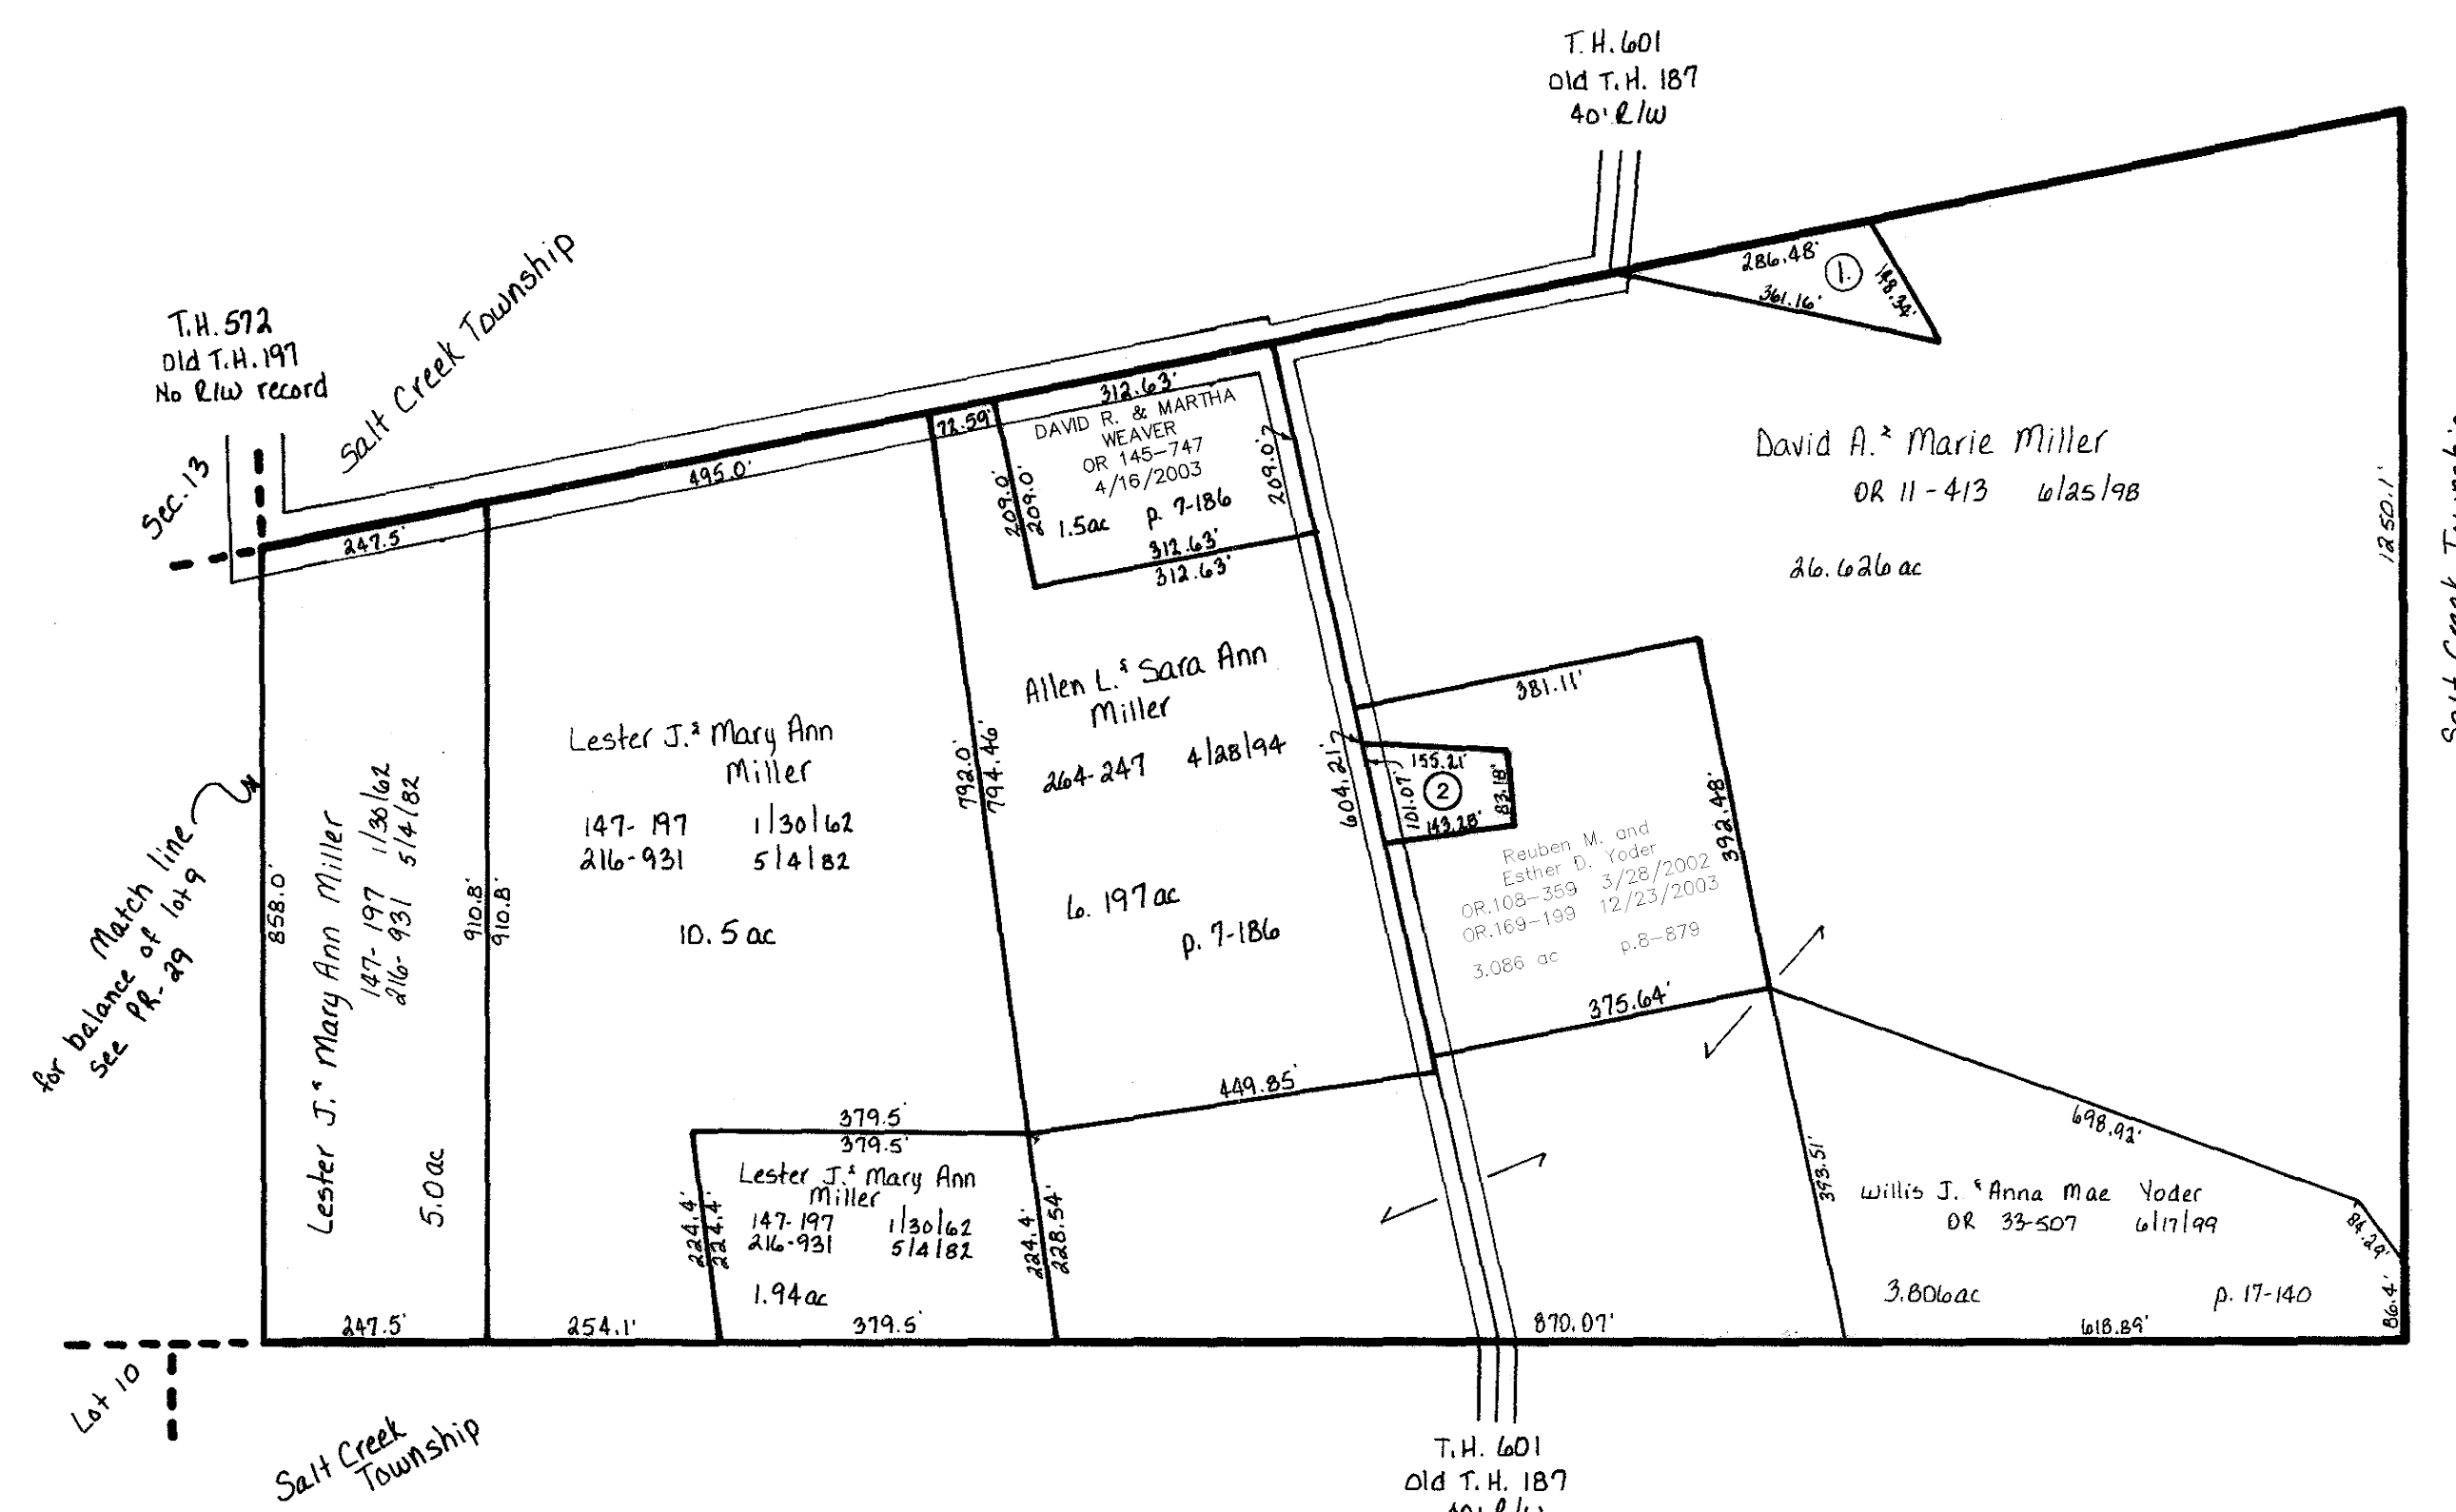 T.H. 601
Old T.H. 187
40' R/W
T.H. 572
Old T.H. 197
No R/W record
Salt Creek Township
Sec. 13
286.48'
1.
148.34'
361.16'
312.63'
72.59'
495.0'
247.5'
DAVID R. & MARTHA
WEAVER
OR 145-747
4/16/2003
1.5ac p. 7-186
209.0'
209.0'
209.0'
312.63'
312.63'
David A. & Marie Miller
OR 11-413 6/25/98
26.626 ac
1250.1'
Salt Creek Township
Allen L. & Sara Ann
Miller
264-247 4/28/94
6.197 ac
p. 7-186
792.0'
794.46'
604.21'
Lester J. & Mary Ann
Miller
147-197 1/30/62
216-931 5/4/82
10.5 ac
381.11'
392.48'
155.21'
101.07'
2
83.18'
143.28'
Reuben M. and
Esther D. Yoder
OR.108-359 3/28/2002
OR.169-199 12/23/2003
3.086 ac p.8-879
375.64'
Match line
for balance of lot 9
See PR-29
858.0'
Lester J. & Mary Ann Miller
147-197 1/30/62
216-931 5/4/82
5.0ac
910.8'
910.8'
449.85'
379.5'
379.5'
Lester J. & Mary Ann
Miller
147-197 1/30/62
216-931 5/4/82
1.94ac
224.4'
224.4'
224.4'
228.54'
698.92'
393.51'
Willis J. & Anna Mae Yoder
OR 33-507 6/17/99
3.806ac p. 17-140
86.29'
86.4'
247.5'
254.1'
379.5'
870.07'
618.89'
Lot 10
Salt Creek
Township
T.H. 601
Old T.H. 187
40' R/W